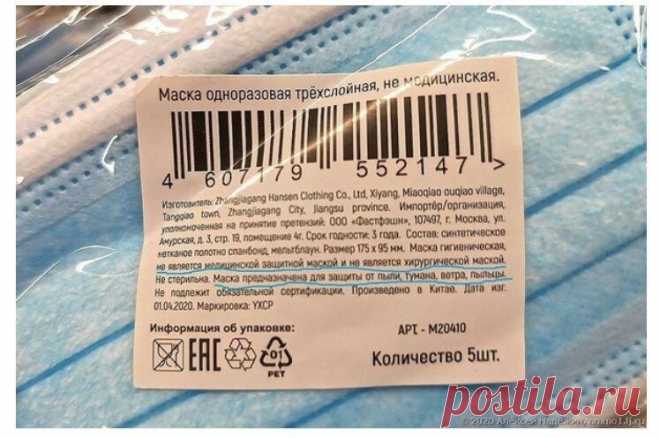 Маска одноразовая трёхслойная, не медицинская.
4 607179 552147 >
Изготовитель: Zhangjiagang Hansen Clothing Co., Ltd, Xiyang, Miaoqiao ouqiao village,
Tangqiao town, Zhangjiagang City, Jiangsu province. Импортёр/организация,
уполномоченная на принятие претензий: ООО «Фастфэшн», 107497, г. Москва, ул.
Амурская, д. 3, стр. 19, помещение 4г. Срок годности: 3 года. Состав: синтетическое
нетканое полотно спанбонд, мельтблаун. Размер 175 х 95 мм. Маска гигиеническая,
не является медицинской защитной маской и не является хирургической маской.
Не стерильна. Маска предназначена для защиты от пыли, тумана, ветра, пыльцы.
Не подлежит обязательной сертификации. Произведено в Китае. Дата изг.
01.04.2020. Маркировка: YXCP
Информация об упаковке:
АРТ. - М20410
EAC
01
PET
Количество 5шт.
postila.ru